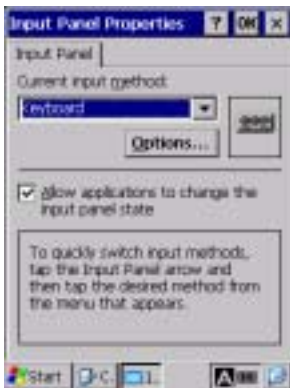 Input Panel Properties ? OK ×
Input Panel
Current input method:
Keyboard
Options...
Allow applications to change the
input panel state
To quickly switch input methods,
tap the Input Panel arrow and
then tap the desired method from
the menu that appears.
Start C. 1. A